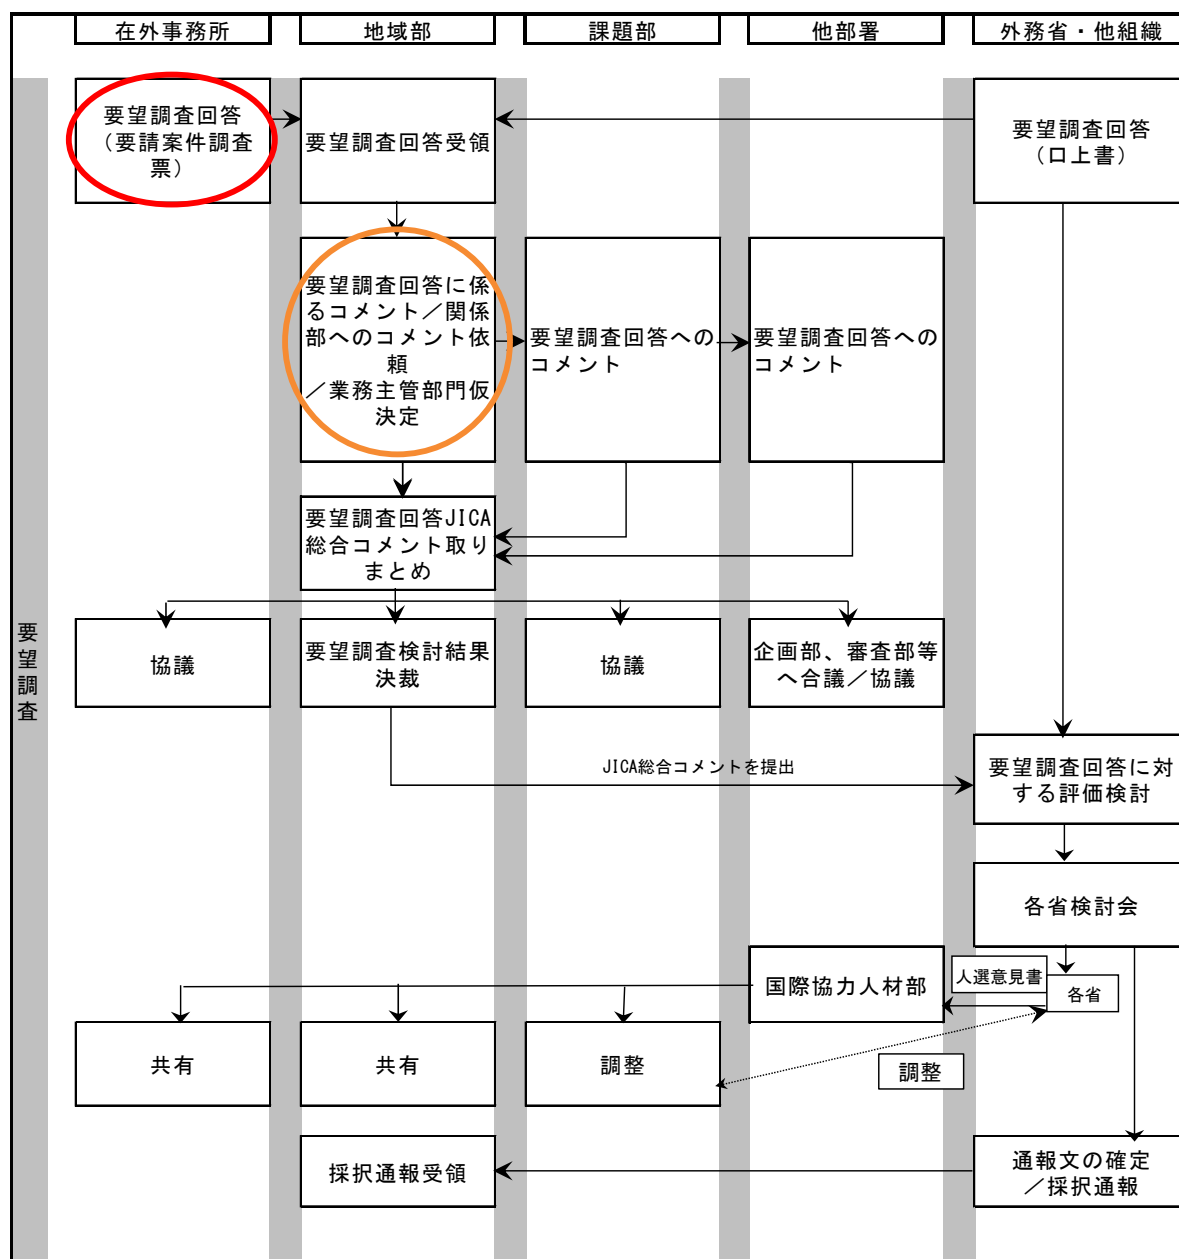 在外事務所
地域部
課題部
他部署
外務省・他組織
要望調査回答
（要請案件調査
票）
要望調査回答受領
要望調査回答
（口上書）
要望調査回答に係
るコメント／関係
部へのコメント依
頼
／業務主管部門仮
決定
要望調査回答への
コメント
要望調査回答への
コメント
要望調査回答JICA
総合コメント取り
まとめ
要望調査
協議
要望調査検討結果
決裁
協議
企画部、審査部等
へ合議／協議
JICA総合コメントを提出
要望調査回答に対
する評価検討
各省検討会
国際協力人材部
人選意見書
各省
共有
共有
調整
調整
採択通報受領
通報文の確定
／採択通報